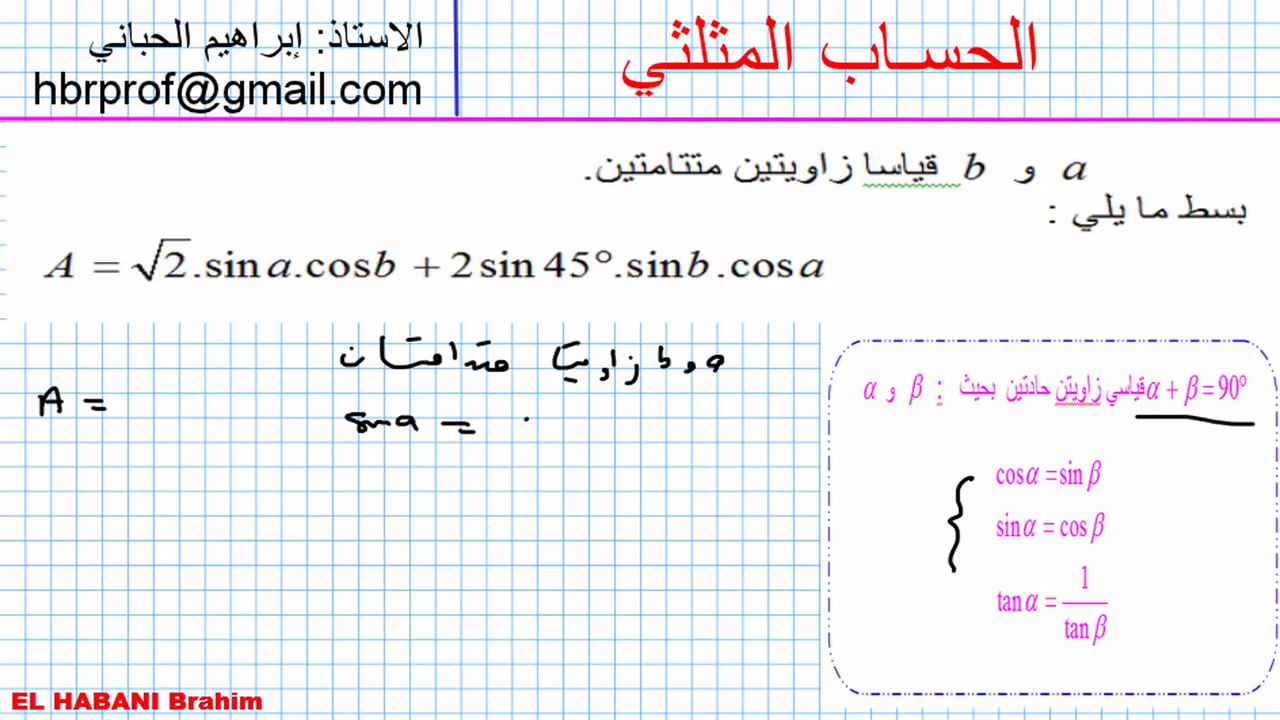 الحساب المثلثي
الاستاذ: إبراهيم الحباني
hbrprof@gmail.com
a و b قياسا زاويتين متتامتين.
بسط ما يلي :
A = √2.sin a.cos b + 2 sin 45°.sin b.cos a
a و b زاويتان متتامتان
A =
sin a =
α و β قياسي زاويتن حادتين بحيث : α + β = 90°
cos α = sin β
sin α = cos β
tan α = 1 / tan β
EL HABANI Brahim